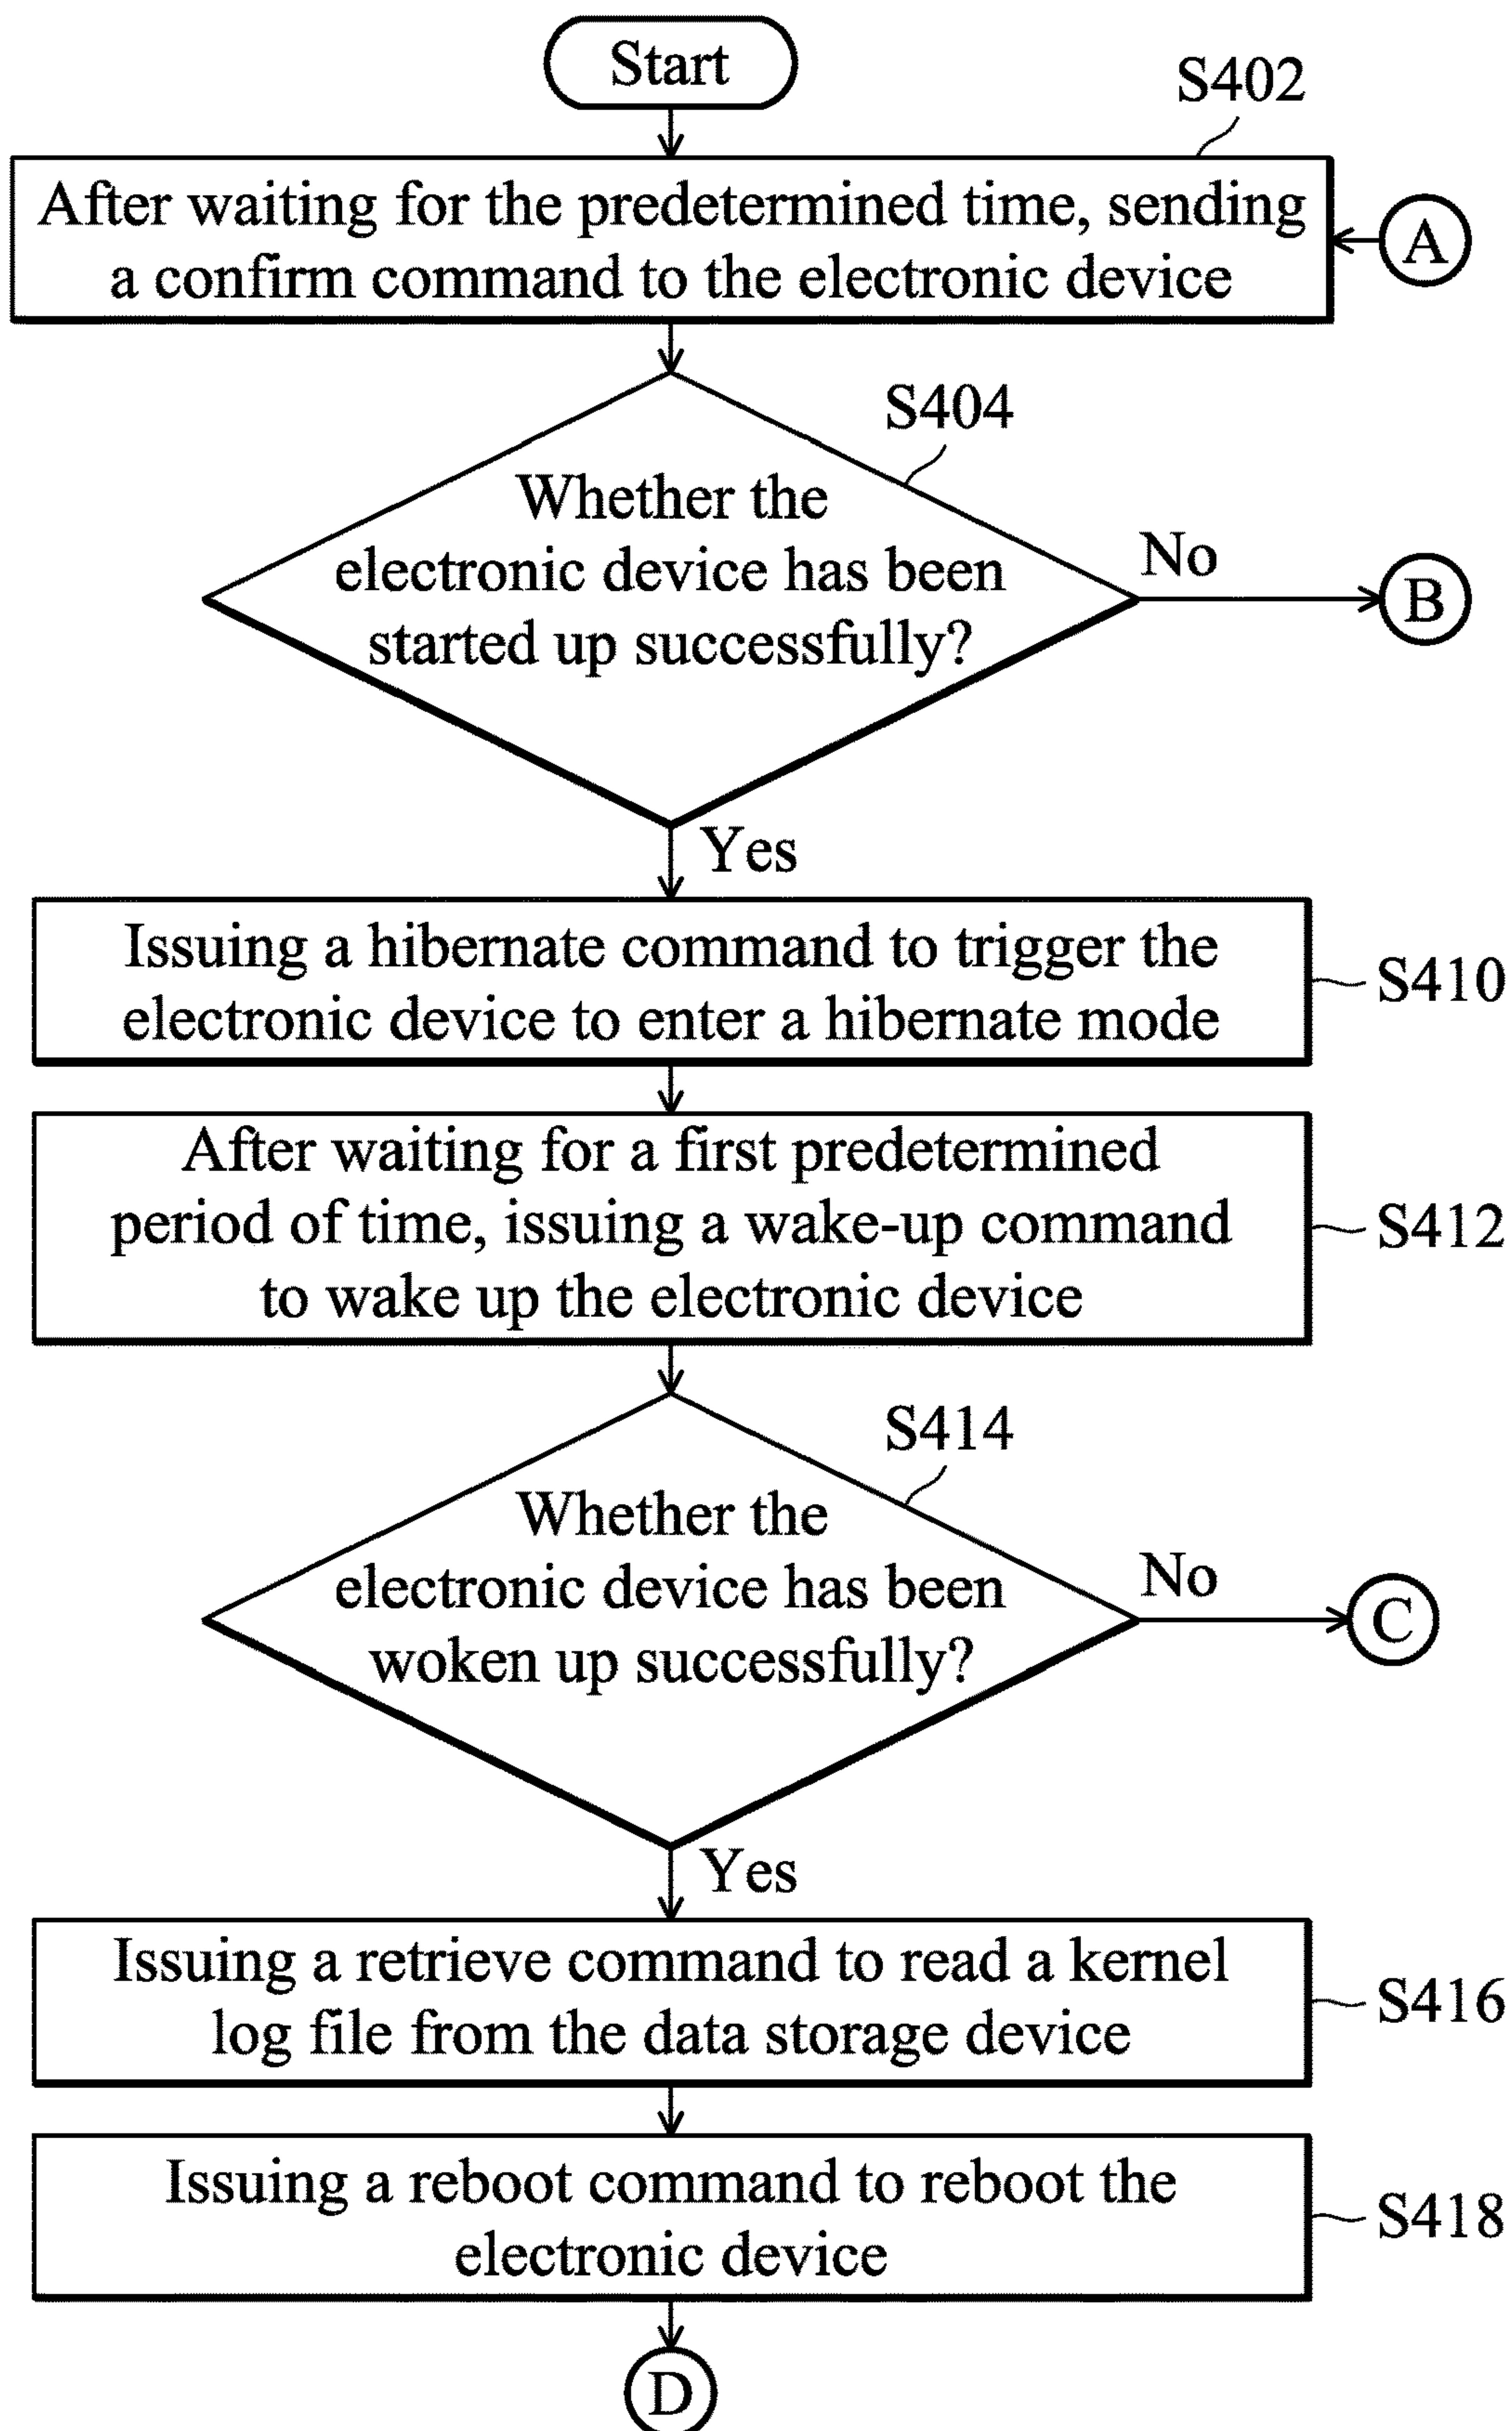 Start
S402
After waiting for the predetermined time, sending
a confirm command to the electronic device
A
S404
Whether the
electronic device has been
started up successfully?
No
B
Yes
Issuing a hibernate command to trigger the
electronic device to enter a hibernate mode
S410
After waiting for a first predetermined
period of time, issuing a wake-up command
to wake up the electronic device
S412
S414
Whether the
electronic device has been
woken up successfully?
No
C
Yes
Issuing a retrieve command to read a kernel
log file from the data storage device
S416
Issuing a reboot command to reboot the
electronic device
S418
D